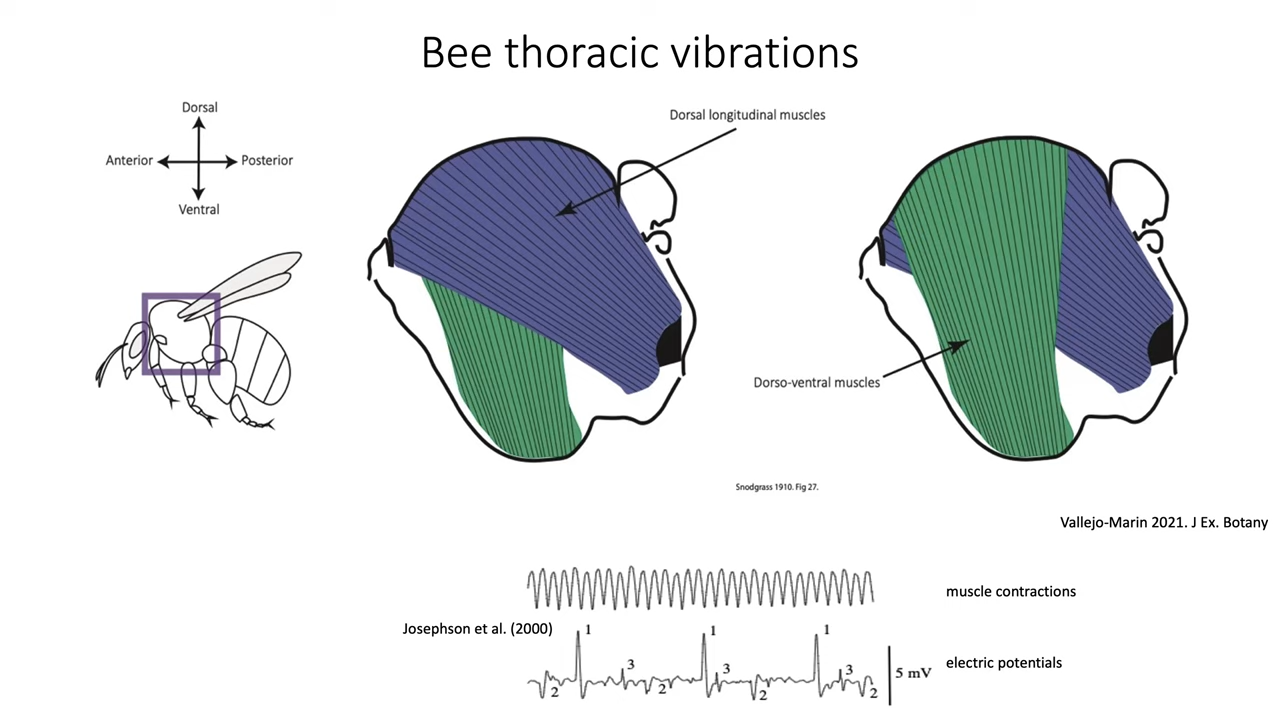 Bee thoracic vibrations
Dorsal
Anterior
Posterior
Ventral
Dorsal longitudinal muscles
Dorso-ventral muscles
Snodgrass 1910. Fig 27.
Vallejo-Marin 2021. J Ex. Botany
muscle contractions
Josephson et al. (2000)
1
1
1
3
3
3
2
2
2
2
5 mV
electric potentials